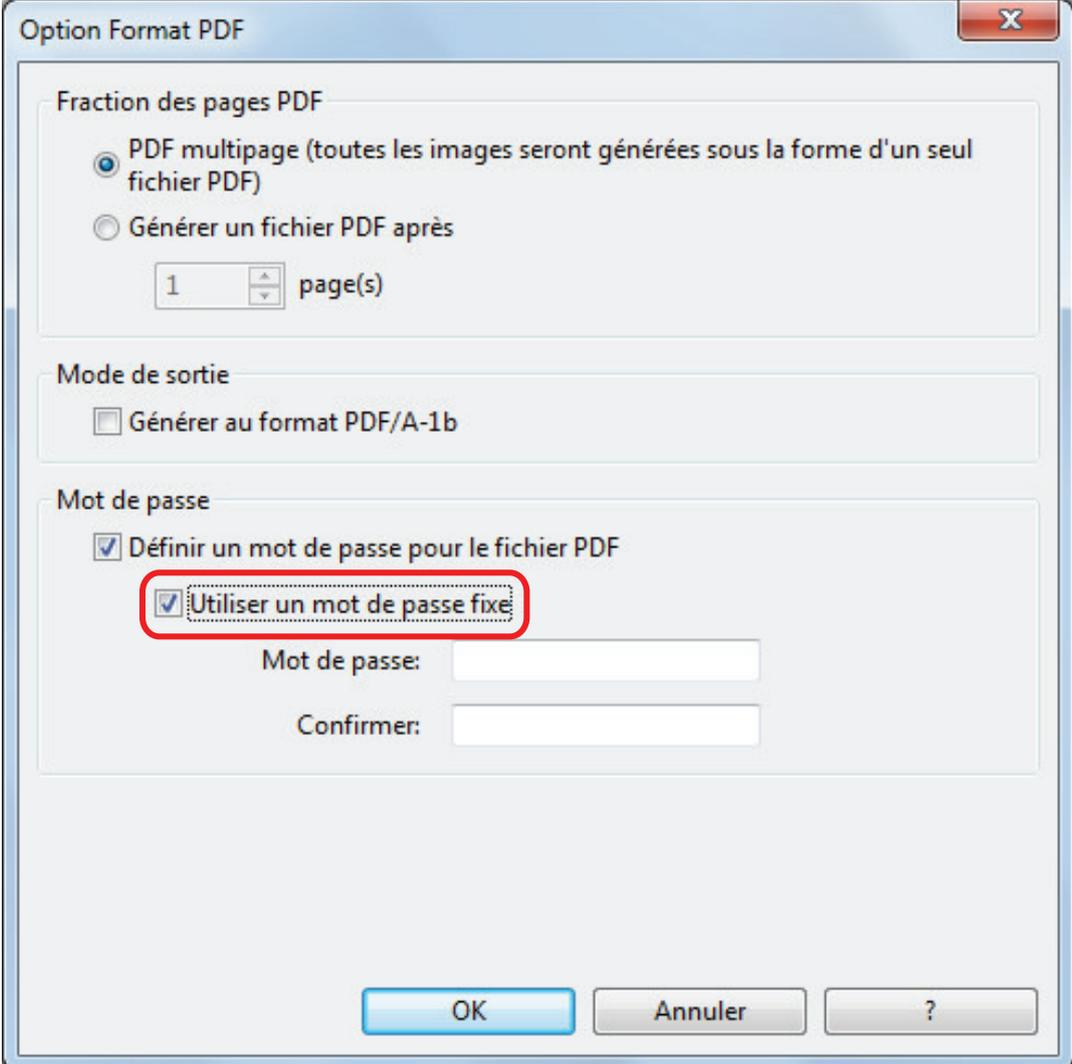 Option Format PDF
Fraction des pages PDF
PDF multipage (toutes les images seront générées sous la forme d'un seul
fichier PDF)
Générer un fichier PDF après
1 page(s)
Mode de sortie
Générer au format PDF/A-1b
Mot de passe
Définir un mot de passe pour le fichier PDF
Utiliser un mot de passe fixe
Mot de passe:
Confirmer:
OK Annuler ?